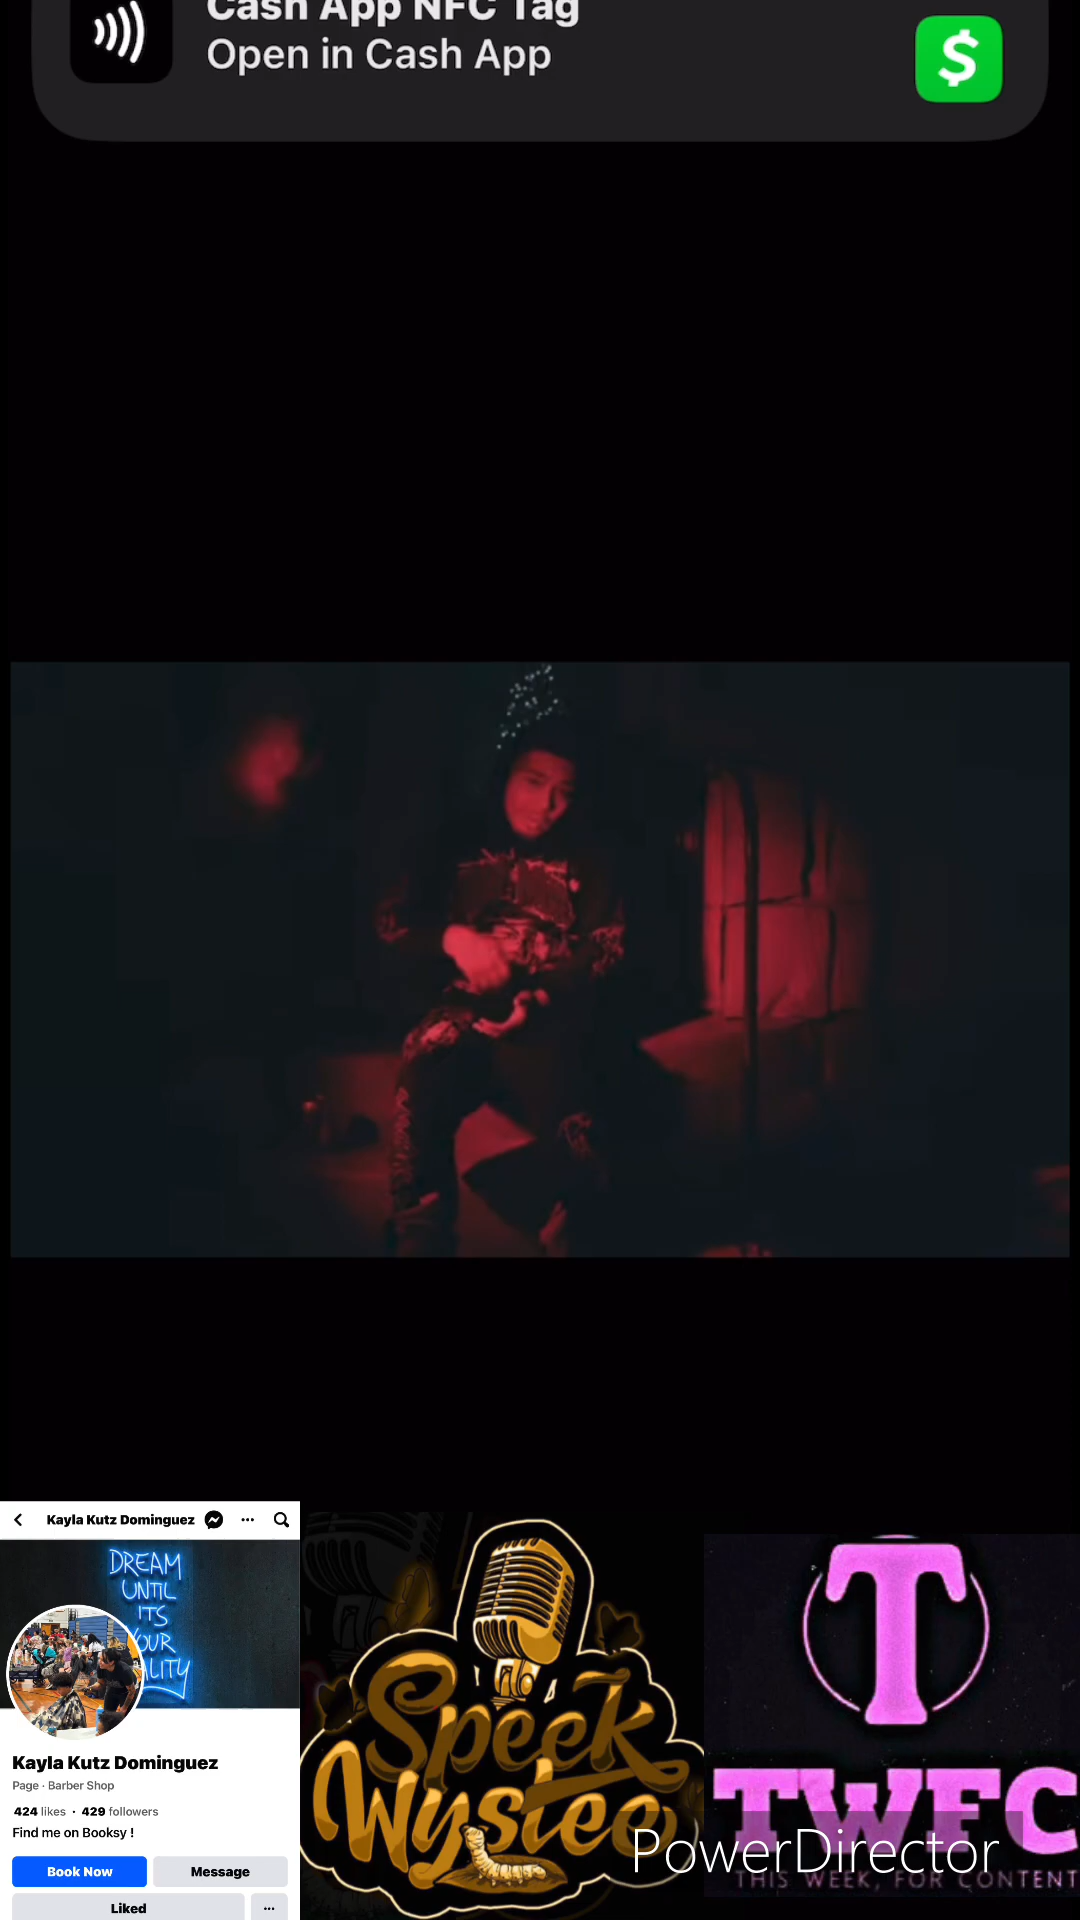 Cash App NFC Tag
Open in Cash App
$
Kayla Kutz Dominguez
DREAM
UNTIL
ITS
Kayla Kutz Dominguez
Page · Barber Shop
424 likes · 429 followers
Find me on Booksy !
Book Now
Message
Liked
Speek
Wysteo
T
TWFC
THIS WEEK, FOR CONTENT
PowerDirector